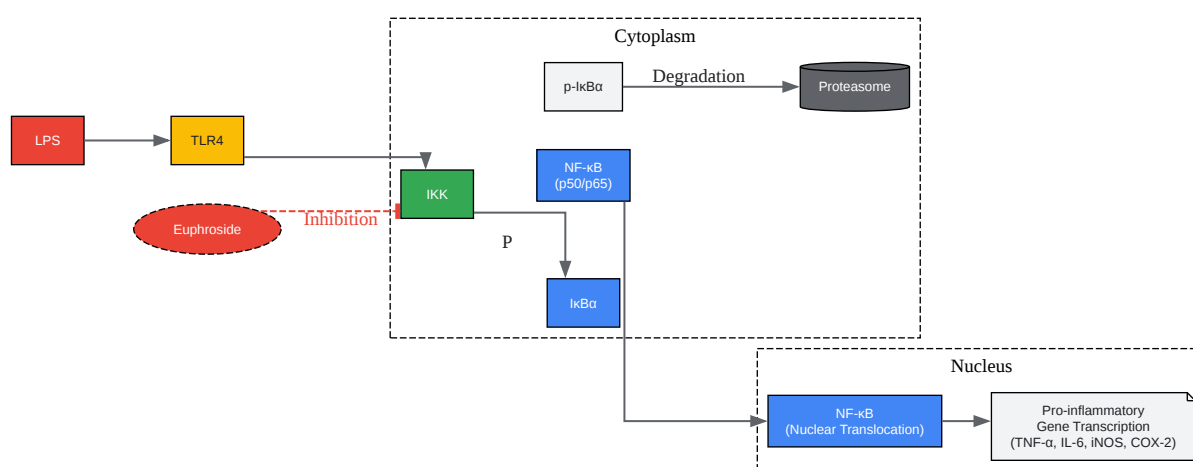 Cytoplasm
p-IκBα
Degradation
Proteasome
LPS
TLR4
NF-κB
(p50/p65)
IKK
Euphroside
Inhibition
P
IκBα
Nucleus
NF-κB
(Nuclear Translocation)
Pro-inflammatory
Gene Transcription
(TNF-α, IL-6, iNOS, COX-2)